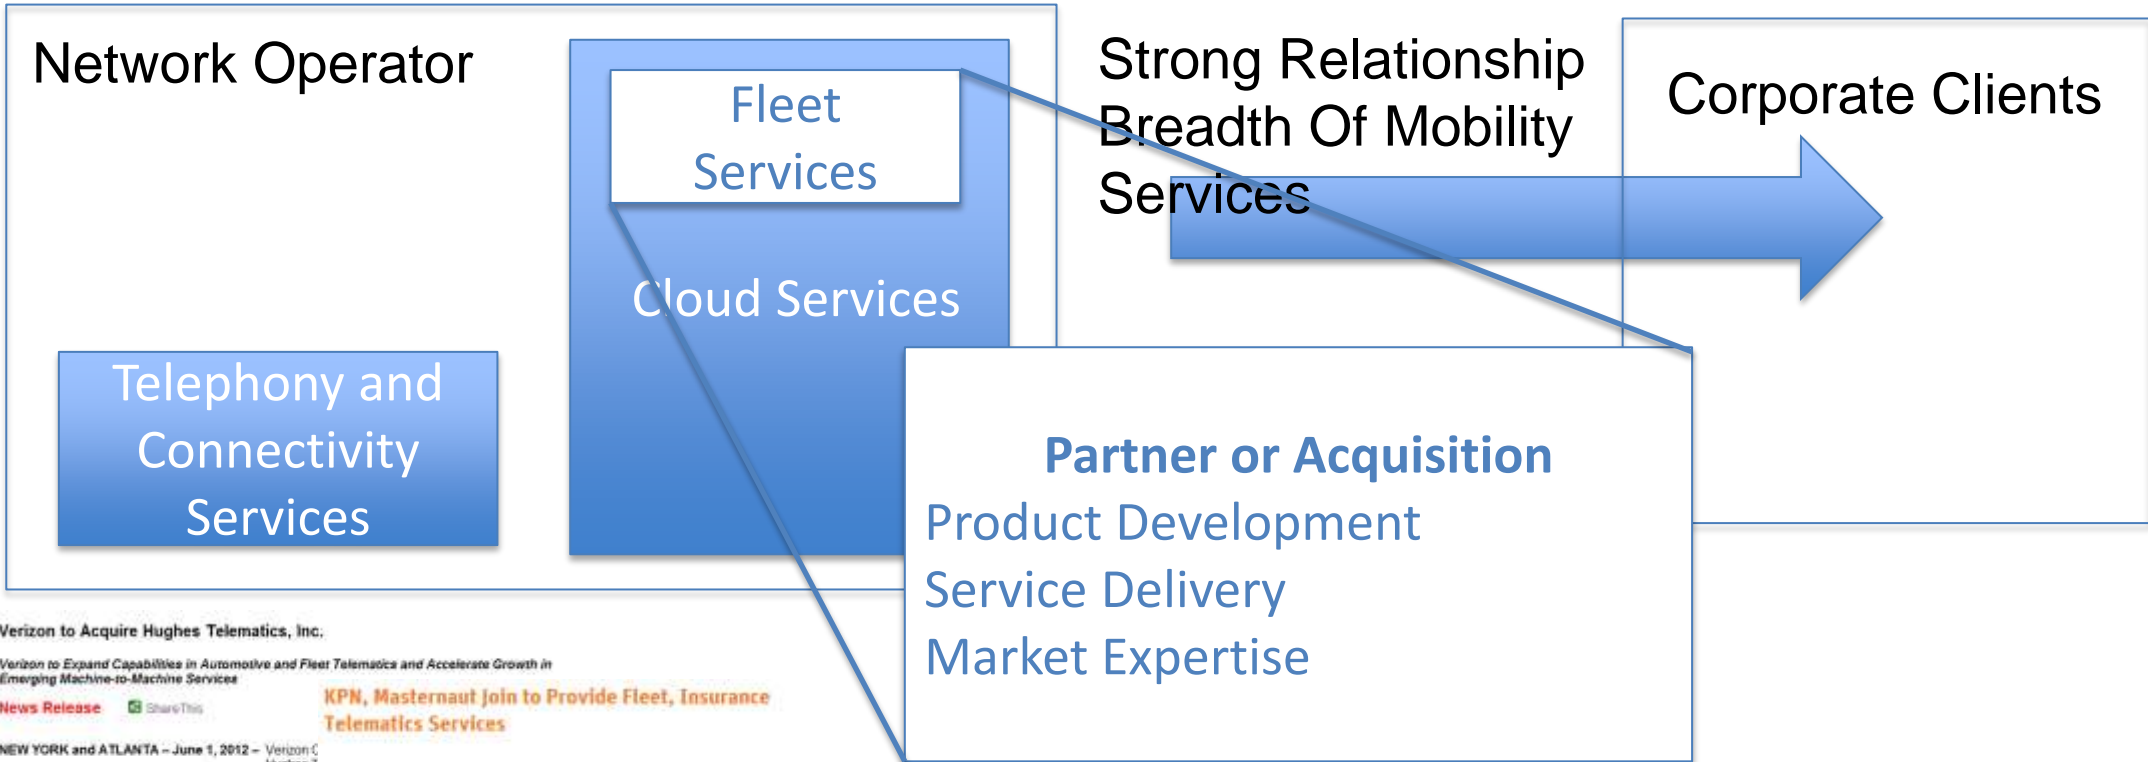 Network Operator
Fleet
Services
Cloud Services
Telephony and
Connectivity
Services
Strong Relationship
Breadth Of Mobility
Services
Corporate Clients
Partner or Acquisition
Product Development
Service Delivery
Market Expertise
Verizon to Acquire Hughes Telematics, Inc.
Verizon to Expand Capabilities in Automotive and Fleet Telematics and Accelerate Growth in
Emerging Machine-to-Machine Services
News Release ShareThis
KPN, Masternaut Join to Provide Fleet, Insurance
Telematics Services
NEW YORK and ATLANTA – June 1, 2012 – Verizon